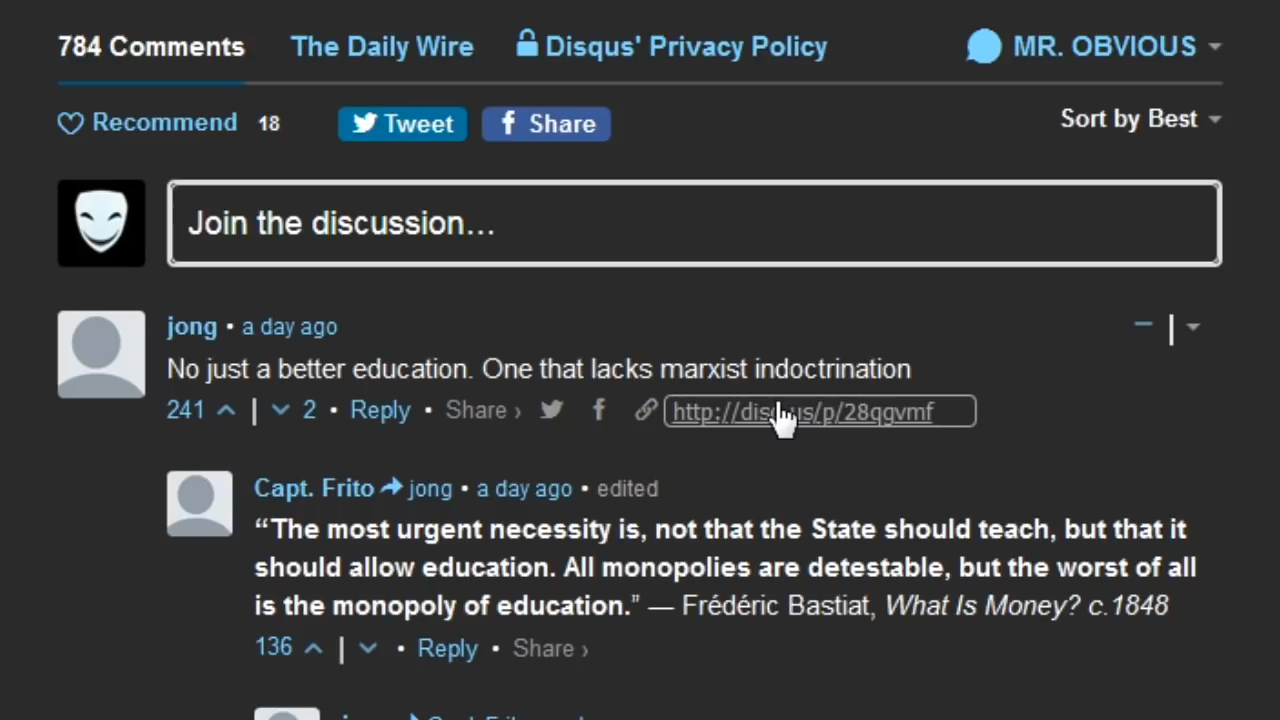 784 Comments The Daily Wire Disqus' Privacy Policy MR. OBVIOUS
Recommend 18 Tweet Share Sort by Best
Join the discussion...
jong • a day ago
No just a better education. One that lacks marxist indoctrination
241 | 2 • Reply • Share ›
Capt. Frito jong • a day ago • edited
“The most urgent necessity is, not that the State should teach, but that it
should allow education. All monopolies are detestable, but the worst of all
is the monopoly of education.” — Frédéric Bastiat, What Is Money? c.1848
136 | • Reply • Share ›